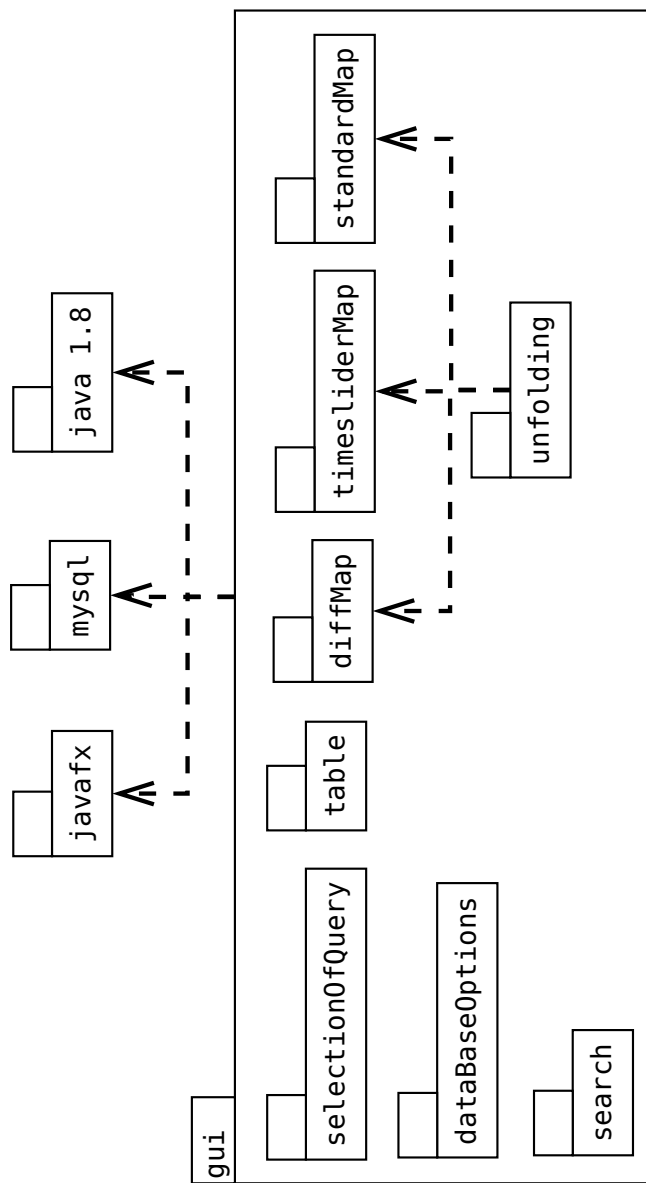 javafx
mysql
java 1.8
gui
selectionOfQuery
table
diffMap
timesliderMap
standardMap
dataBaseOptions
unfolding
search